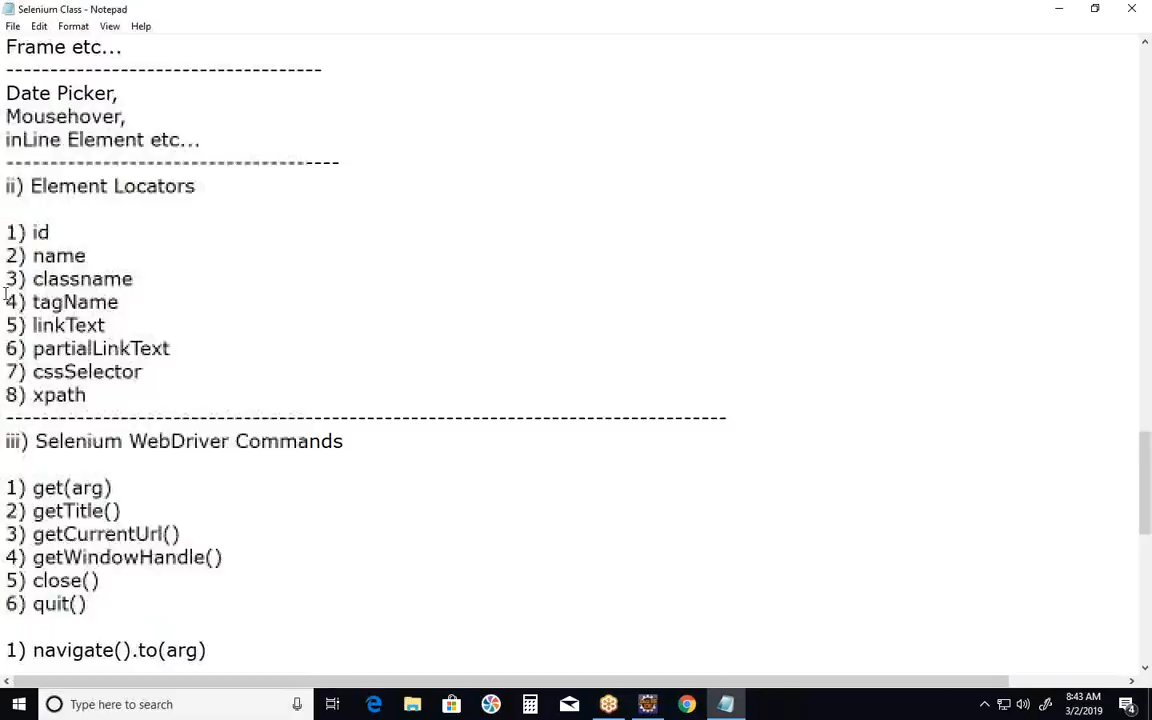 Selenium Class - Notepad
File Edit Format View Help
Frame etc...
------------------------------------
Date Picker,
Mousehover,
inLine Element etc...
--------------------------------------
ii) Element Locators
1) id
2) name
3) classname
4) tagName
5) linkText
6) partialLinkText
7) cssSelector
8) xpath
----------------------------------------------------------------------------------
iii) Selenium WebDriver Commands
1) get(arg)
2) getTitle()
3) getCurrentUrl()
4) getWindowHandle()
5) close()
6) quit()
1) navigate().to(arg)
Type here to search
8:43 AM
3/2/2019
4